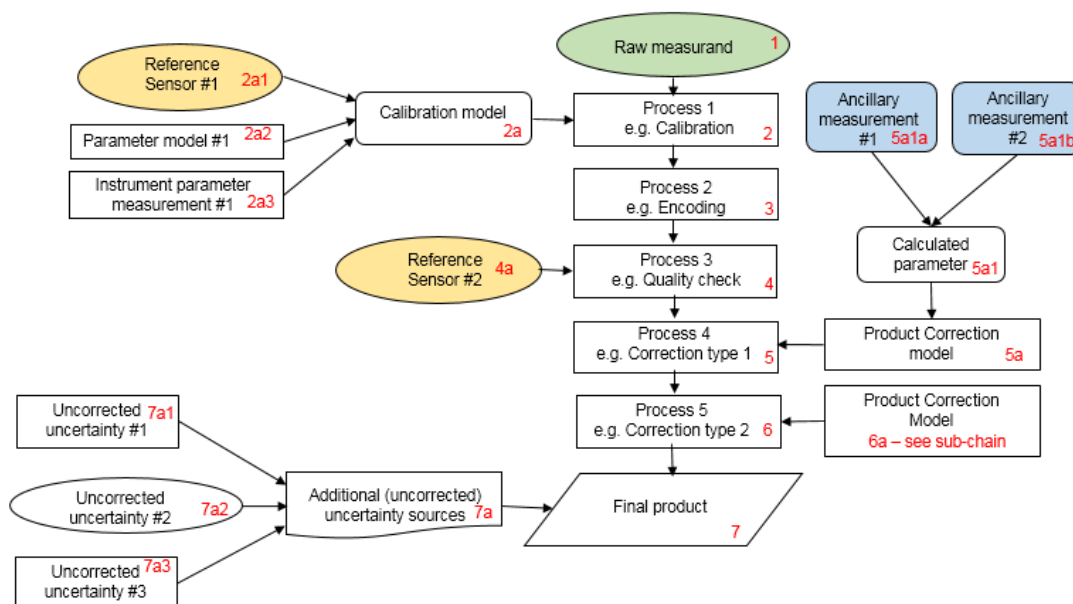 Raw measurand 1
Reference
Sensor #1 2a1
Parameter model #1 2a2
Instrument parameter
measurement #1 2a3
Calibration model
2a
Process 1
e.g. Calibration 2
Ancillary
measurement
#1 5a1a
Ancillary
measurement
#2 5a1b
Process 2
e.g. Encoding 3
Reference
Sensor #2 4a
Process 3
e.g. Quality check 4
Calculated
parameter 5a1
Process 4
e.g. Correction type 1 5
Product Correction
model 5a
Process 5
e.g. Correction type 2 6
Product Correction
Model
6a – see sub-chain
Uncorrected 7a1
uncertainty #1
Uncorrected
uncertainty #2 7a2
Uncorrected 7a3
uncertainty #3
Additional (uncorrected)
uncertainty sources 7a
Final product
7